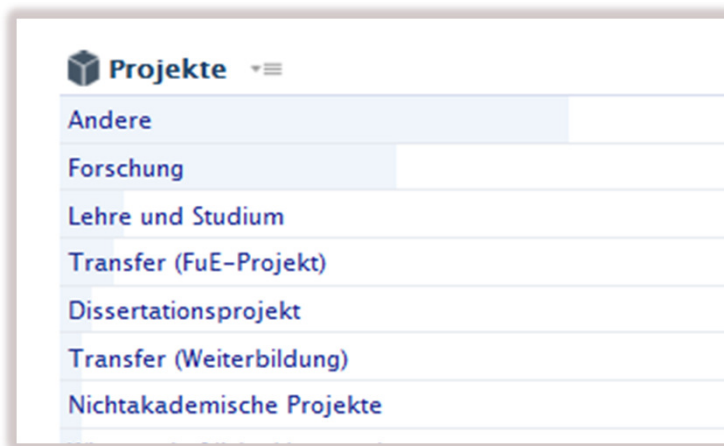 Projekte
Andere
Forschung
Lehre und Studium
Transfer (FuE-Projekt)
Dissertationsprojekt
Transfer (Weiterbildung)
Nichtakademische Projekte